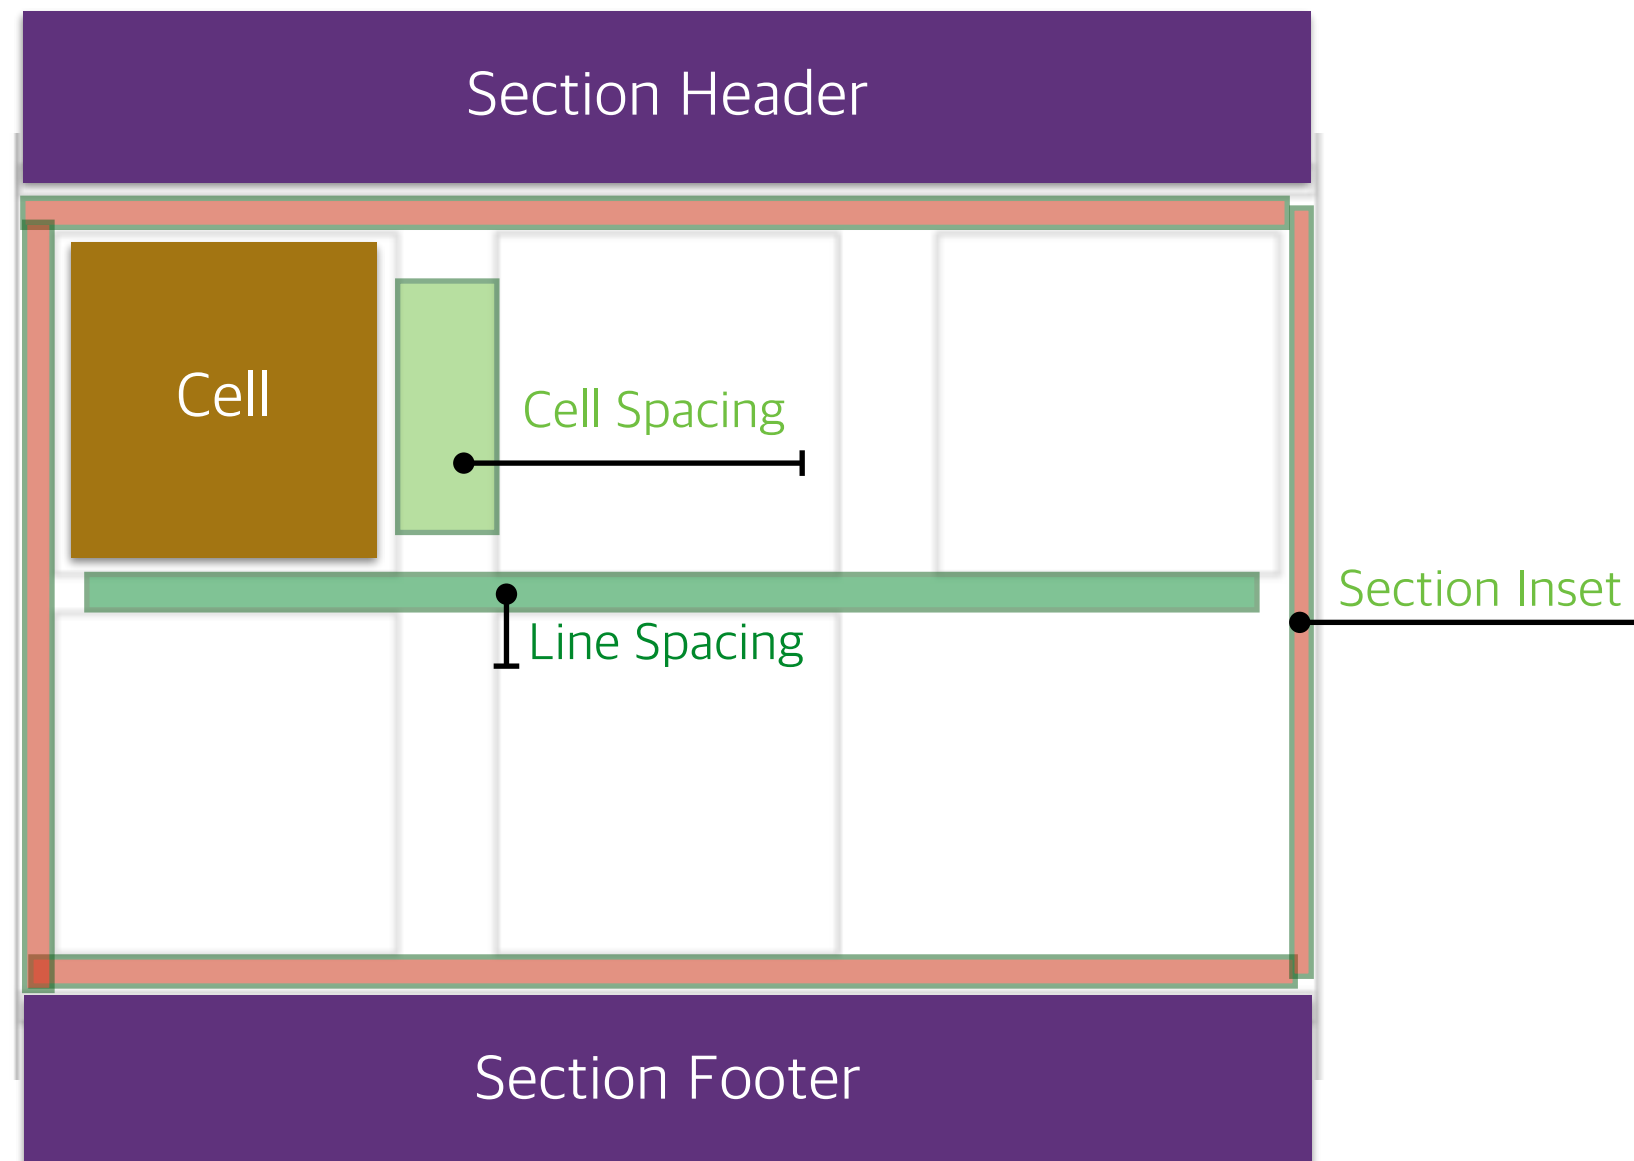 Section Header
Cell
Cell Spacing
Section Inset
Line Spacing
Section Footer